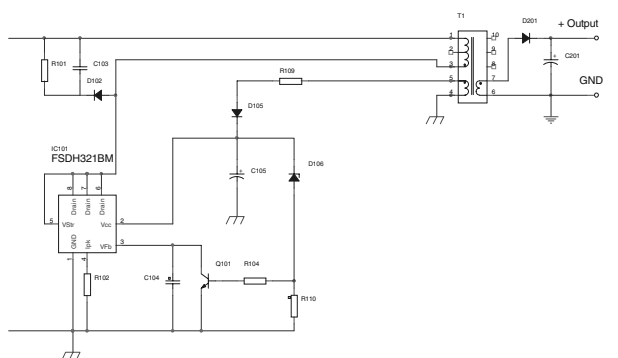 T1
D201
+ Output
1
10
2
9
3
8
5
7
4
6
R101
C103
D102
R109
C201
+
GND
D105
IC101
FSDH321BM
C105
+
D106
8
7
6
Drain
Drain
Drain
5
VStr
Vcc
2
GND
Ipk
VFb
3
1
4
R102
C104
Q101
R104
R110